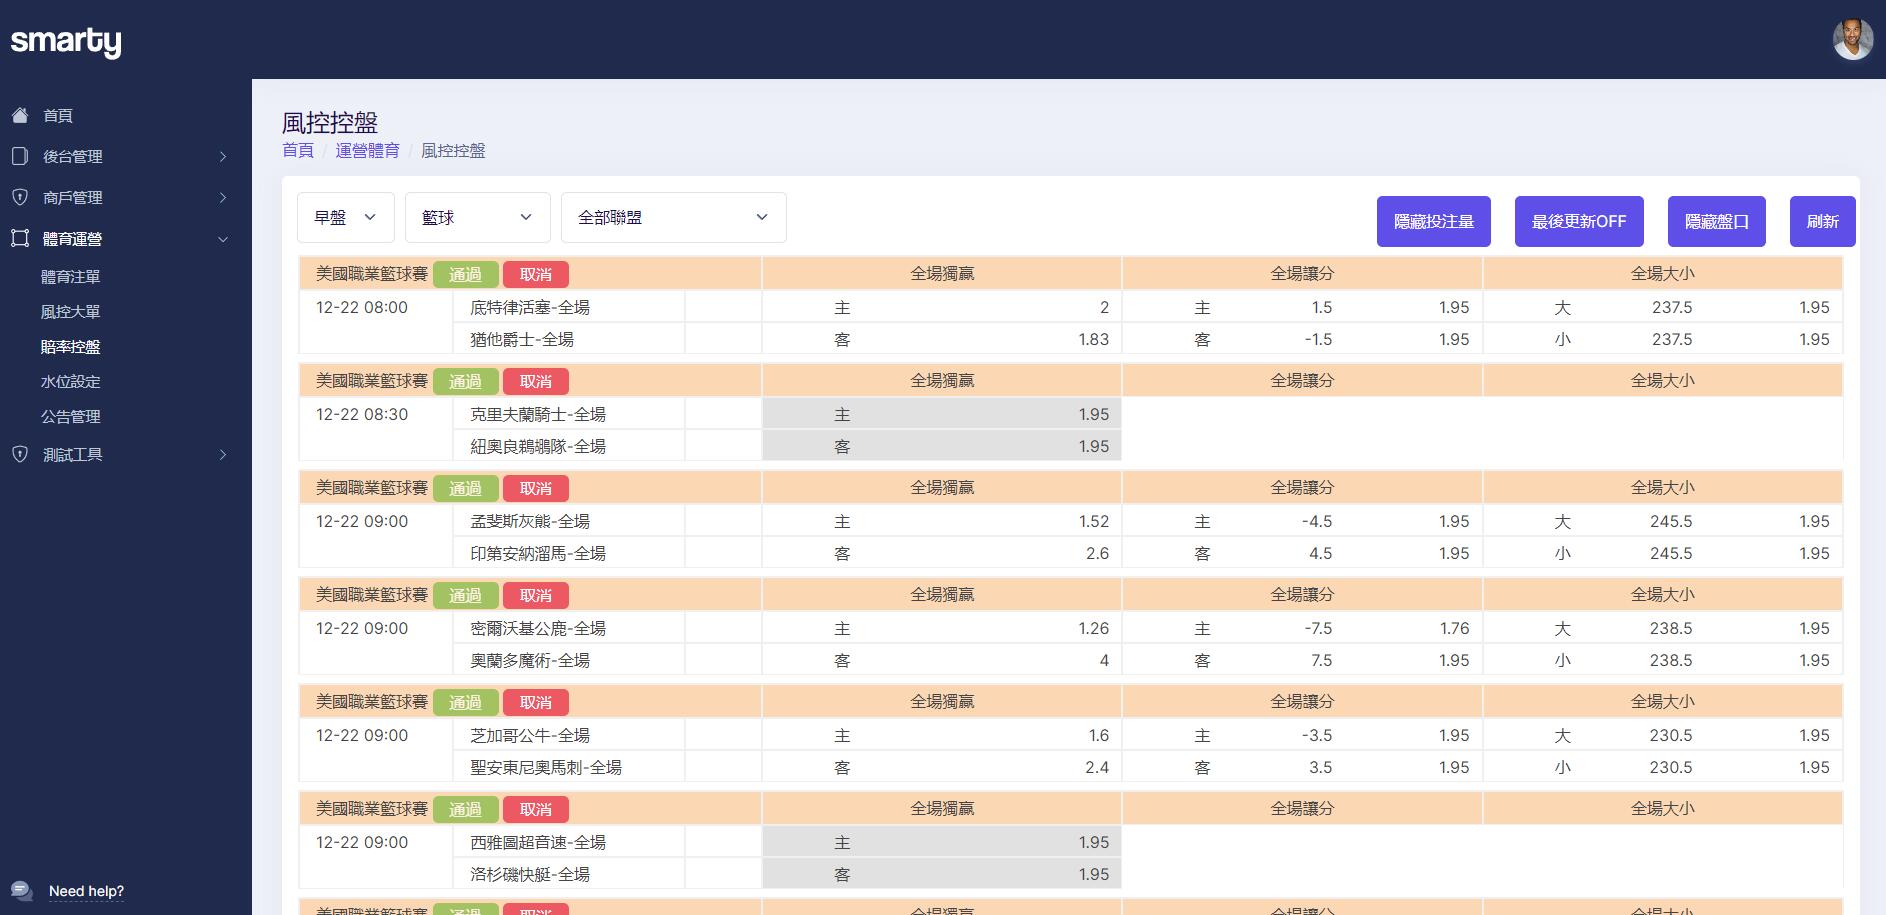 smarty
首頁
後台管理
商戶管理
體育運營
體育注單
風控大單
賠率控盤
水位設定
公告管理
測試工具
Need help?
風控控盤
首頁 / 運營體育 / 風控控盤
早盤 籃球 全部聯盟 隱藏投注量 最後更新OFF 隱藏盤口 刷新
美國職業籃球賽 通過 取消 全場獨贏 全場讓分 全場大小
12-22 08:00 底特律活塞-全場 主 2 主 1.5 1.95 大 237.5 1.95
猶他爵士-全場 客 1.83 客 -1.5 1.95 小 237.5 1.95
美國職業籃球賽 通過 取消 全場獨贏 全場讓分 全場大小
12-22 08:30 克里夫蘭騎士-全場 主 1.95
紐奧良鵜鶘隊-全場 客 1.95
美國職業籃球賽 通過 取消 全場獨贏 全場讓分 全場大小
12-22 09:00 孟斐斯灰熊-全場 主 1.52 主 -4.5 1.95 大 245.5 1.95
印第安納溜馬-全場 客 2.6 客 4.5 1.95 小 245.5 1.95
美國職業籃球賽 通過 取消 全場獨贏 全場讓分 全場大小
12-22 09:00 密爾沃基公鹿-全場 主 1.26 主 -7.5 1.76 大 238.5 1.95
奧蘭多魔術-全場 客 4 客 7.5 1.95 小 238.5 1.95
美國職業籃球賽 通過 取消 全場獨贏 全場讓分 全場大小
12-22 09:00 芝加哥公牛-全場 主 1.6 主 -3.5 1.95 大 230.5 1.95
聖安東尼奧馬刺-全場 客 2.4 客 3.5 1.95 小 230.5 1.95
美國職業籃球賽 通過 取消 全場獨贏 全場讓分 全場大小
12-22 09:00 西雅圖超音速-全場 主 1.95
洛杉磯快艇-全場 客 1.95
美國職業籃球賽 通過 取消 全場獨贏 全場讓分 全場大小